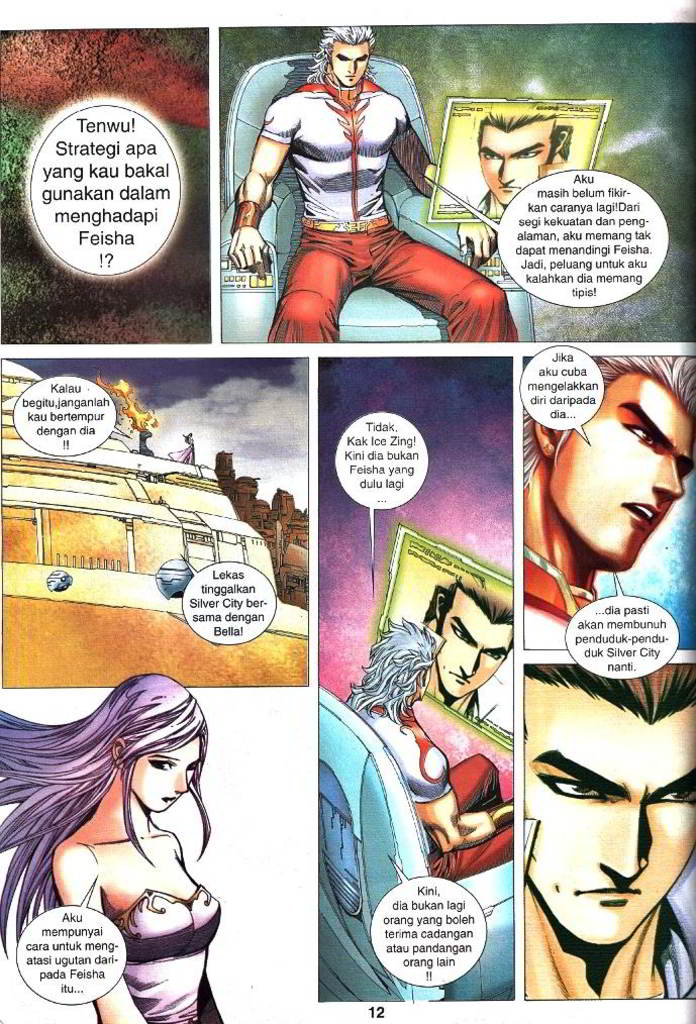 Tenwu!
Strategi apa
yang kau bakal
gunakan dalam
menghadapi
Feisha
!?
Aku
masih belum fikir-
kan caranya lagi!Dari
segi kekuatan dan peng-
alaman, aku memang tak
dapat menandingi Feisha.
Jadi, peluang untuk aku
kalahkan dia memang
tipis!
Kalau
begitu,janganlah
kau bertempur
dengan dia
!!
Lekas
tinggalkan
Silver City ber-
sama dengan
Bella!
Tidak,
Kak Ice Zing!
Kini dia bukan
Feisha yang
dulu lagi
...
Jika
aku cuba
mengelakkan
diri daripada
dia...
...dia pasti
akan membunuh
penduduk-pendu-
duk Silver City
nanti.
Aku
mempunyai
cara untuk meng-
atasi ugutan dari-
pada Feisha
itu...
Kini,
dia bukan lagi
orang yang boleh
terima cadangan
atau pandangan
orang lain
!!
12